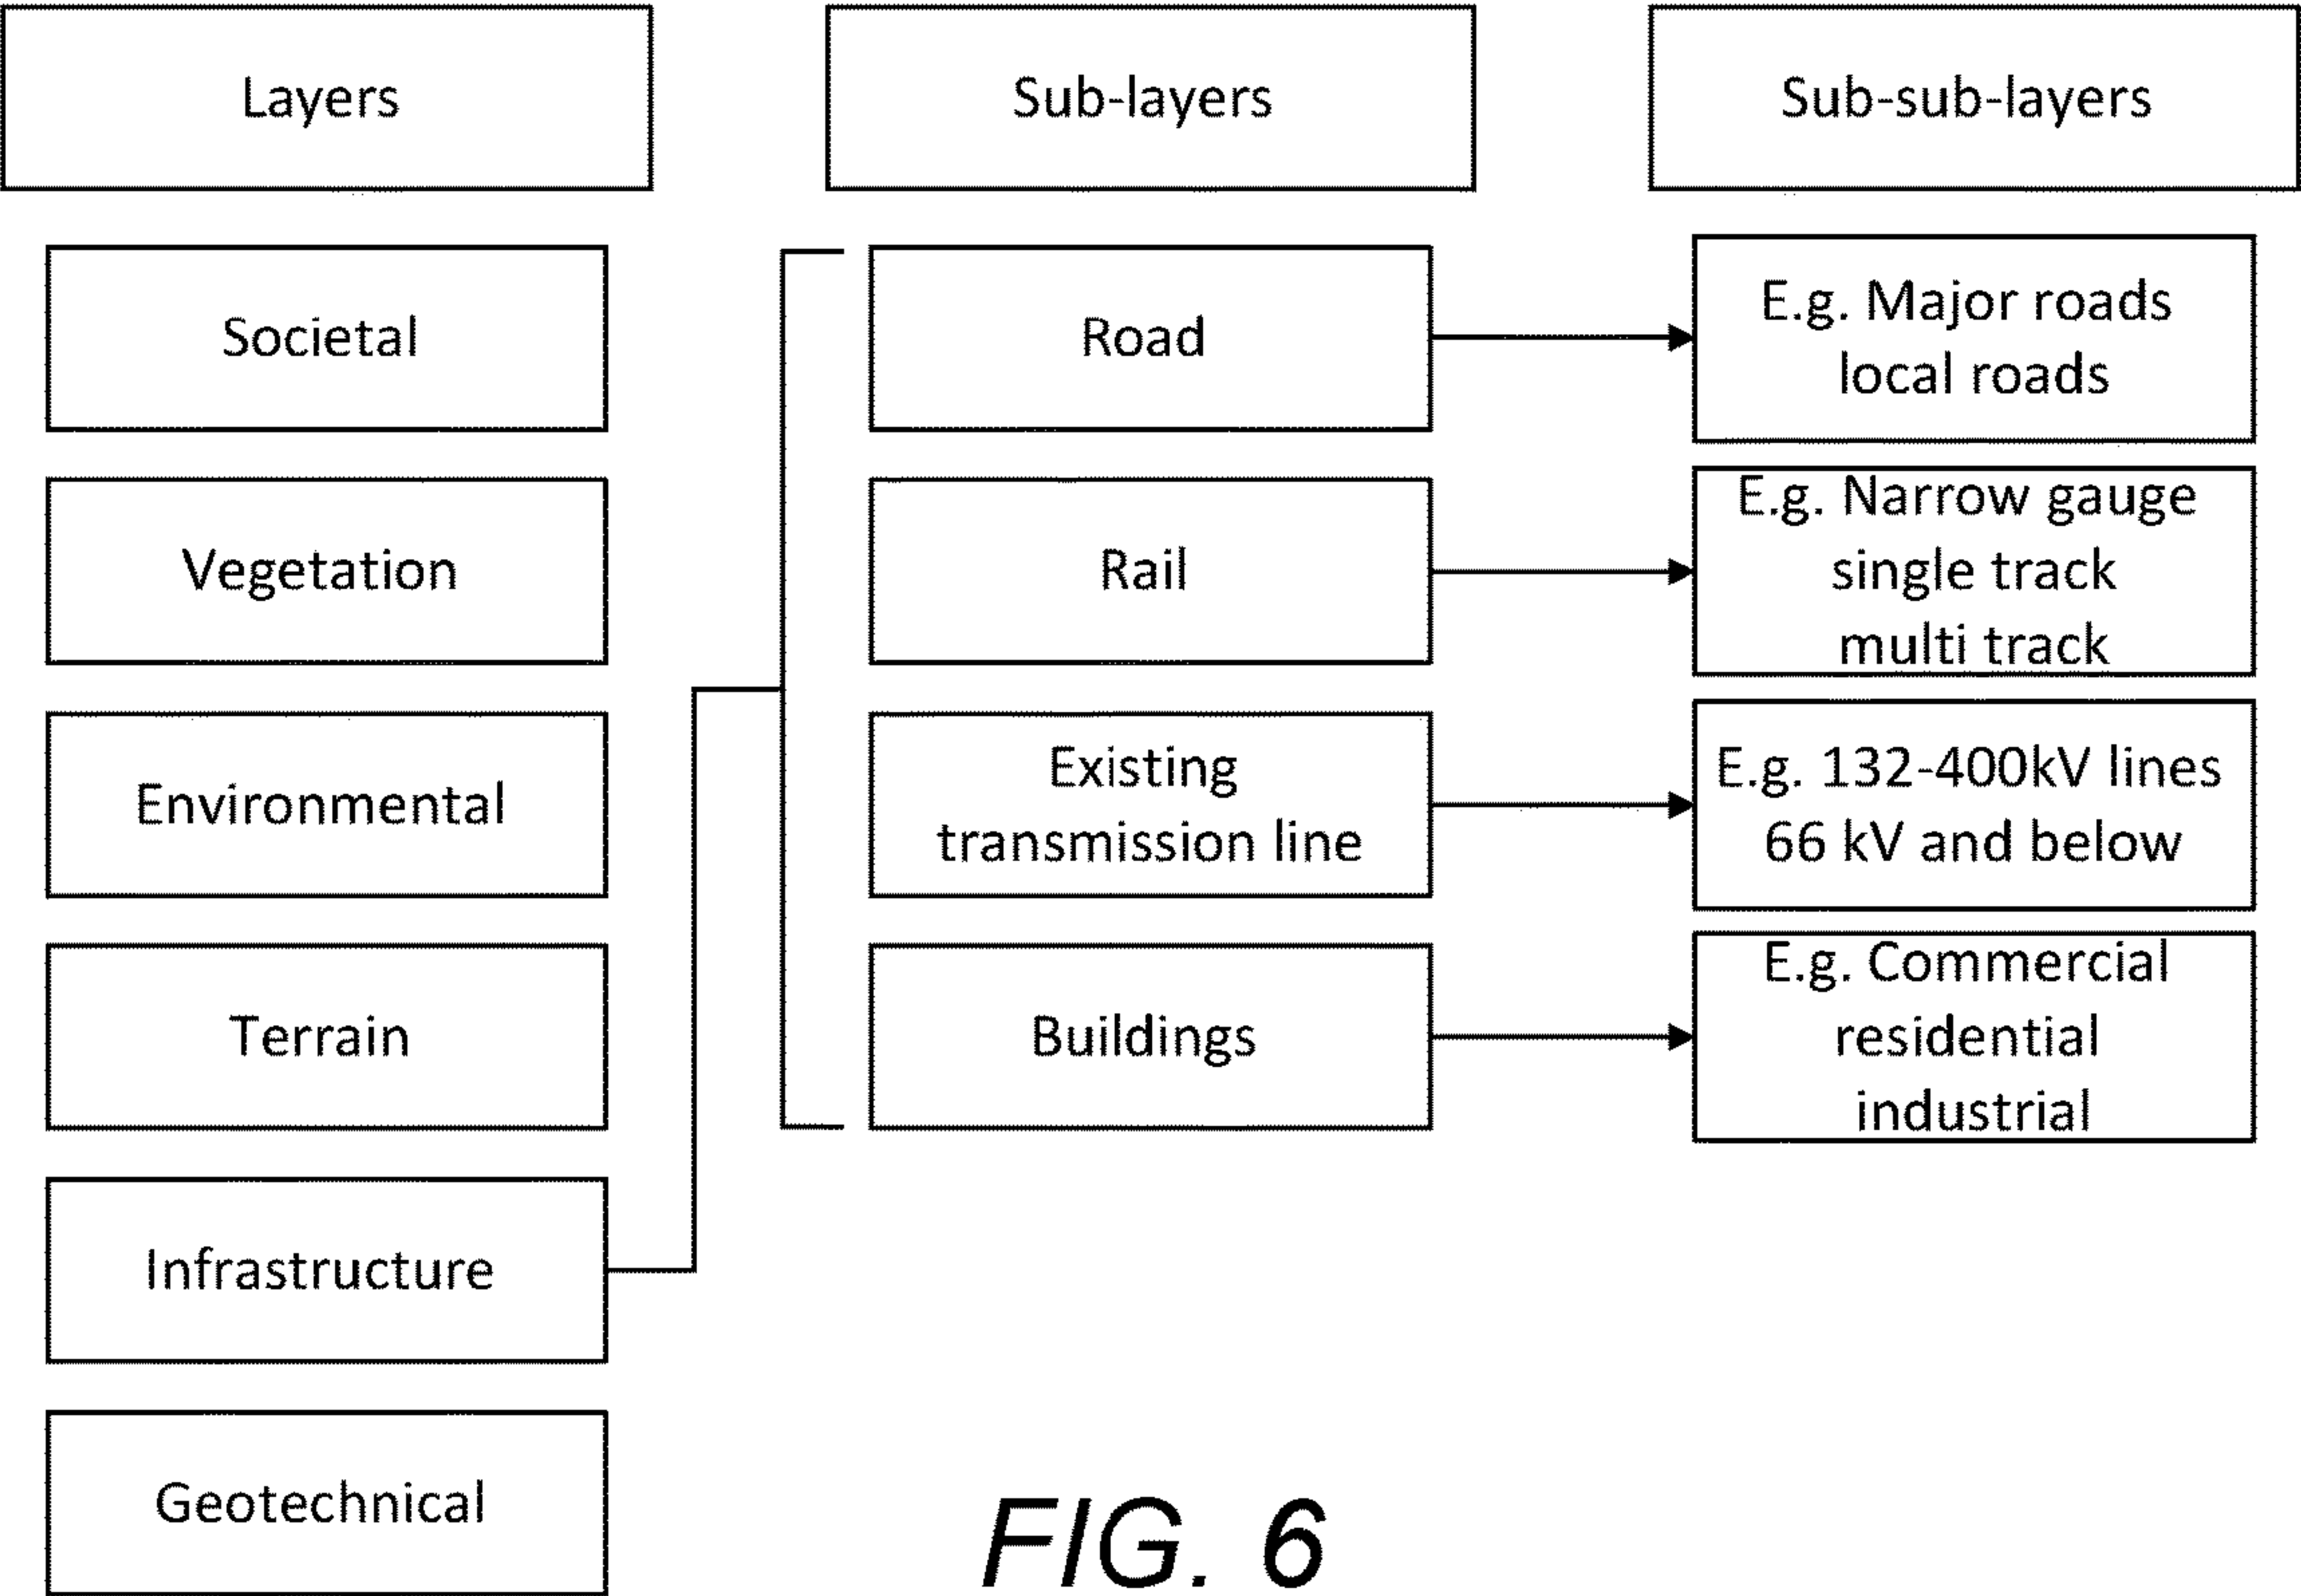 Layers
Sub-layers
Sub-sub-layers
Societal
Vegetation
Environmental
Terrain
Infrastructure
Geotechnical
Road
Rail
Existing
transmission line
Buildings
E.g. Major roads
local roads
E.g. Narrow gauge
single track
multi track
E.g. 132-400kV lines
66 kV and below
E.g. Commercial
residential
industrial
FIG. 6